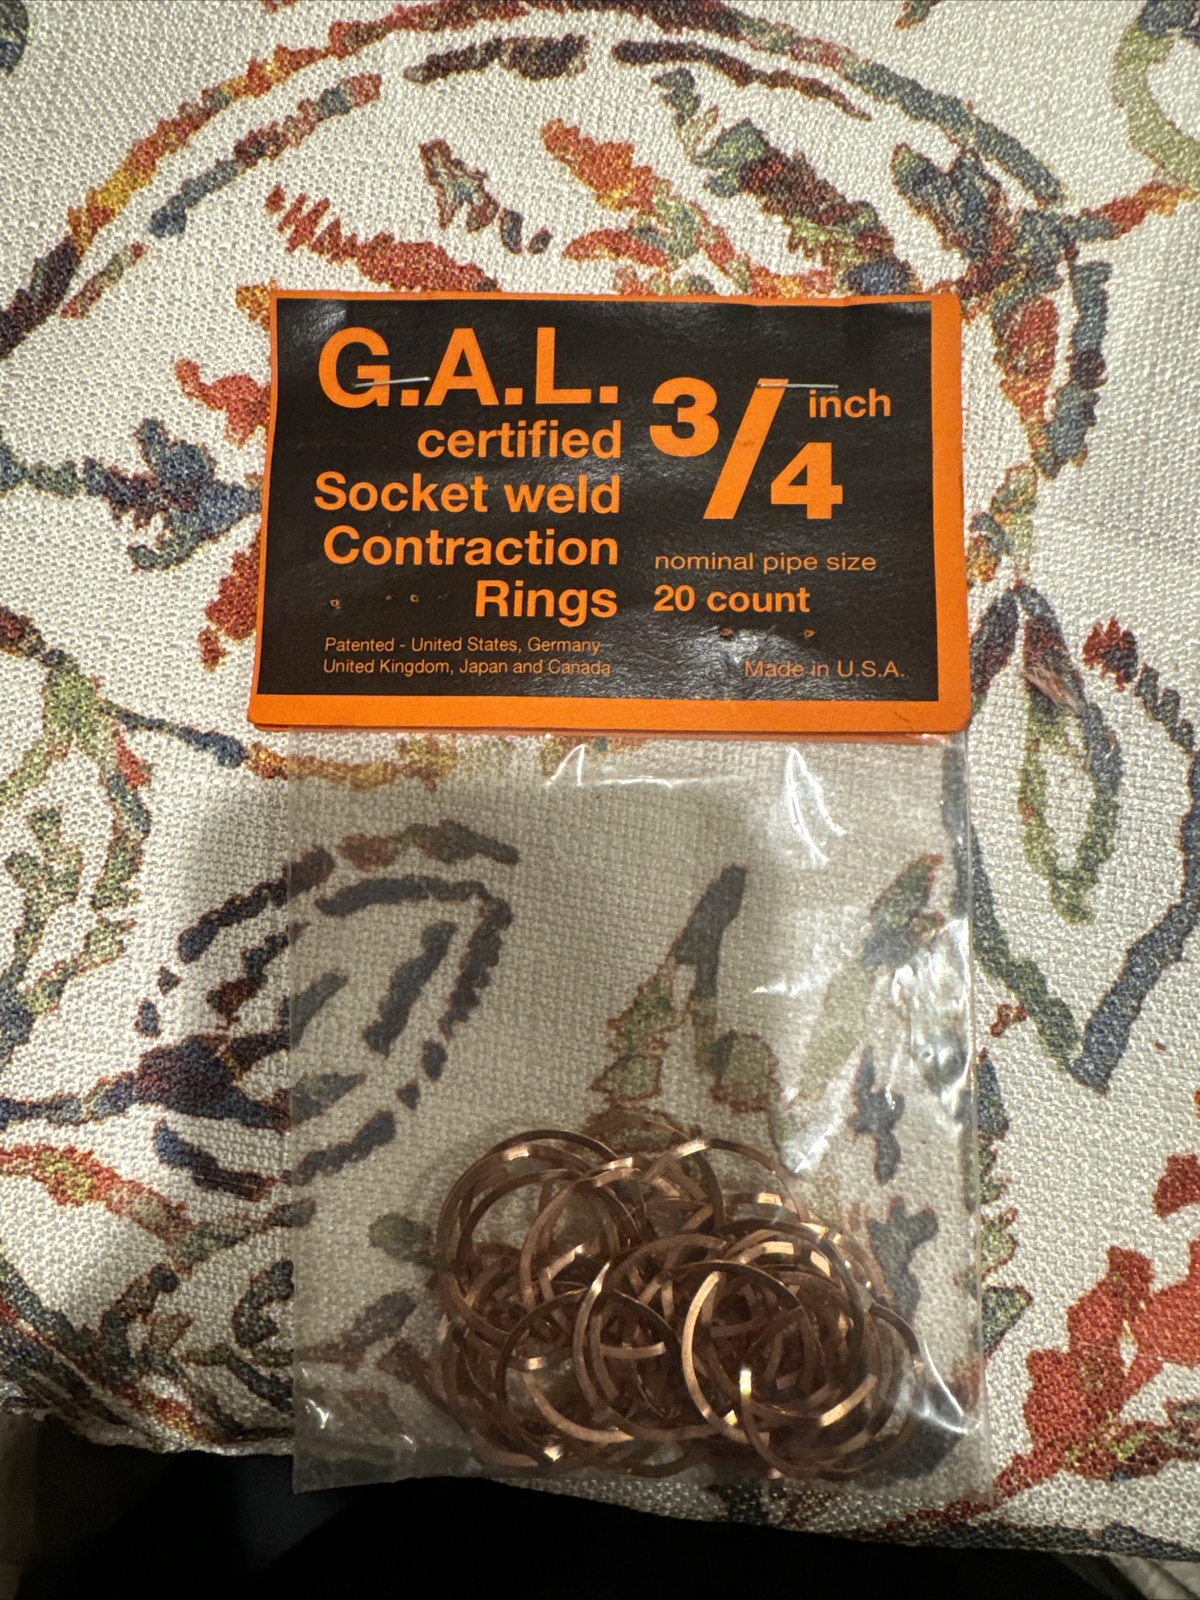 G.A.L.
certified
Socket weld
Contraction
Rings
Patented - United States, Germany
United Kingdom, Japan and Canada
3/4 inch
nominal pipe size
20 count
Made in U.S.A.